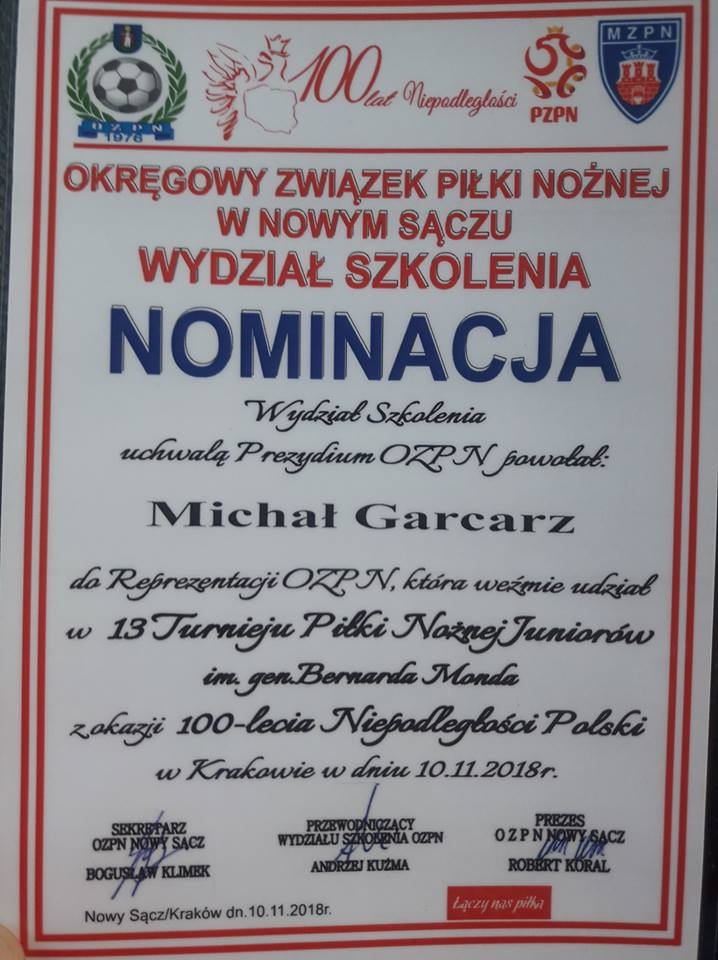 OZPN
1976
100 lat Niepodległości
PZPN
MZPN
OKRĘGOWY ZWIĄZEK PIŁKI NOŻNEJ
W NOWYM SĄCZU
WYDZIAŁ SZKOLENIA
NOMINACJA
Wydział Szkolenia
uchwałą Prezydium OZPN powołał:
Michał Garcarz
do Reprezentacji OZPN, która weźmie udział
w 13 Turnieju Piłki Nożnej Juniorów
im. gen.Bernarda Monda
z okazji 100-lecia Niepodległości Polski
w Krakowie w dniu 10.11.2018r.
SEKRETARZ
OZPN NOWY SĄCZ
BOGUSŁAW KLIMEK
PRZEWODNICZĄCY
WYDZIAŁU SZKOLENIA OZPN
ANDRZEJ KUŹMA
PREZES
O Z P N NOWY SĄCZ
ROBERT KORAL
Nowy Sącz/Kraków dn.10.11.2018r.
Łączy nas piłka